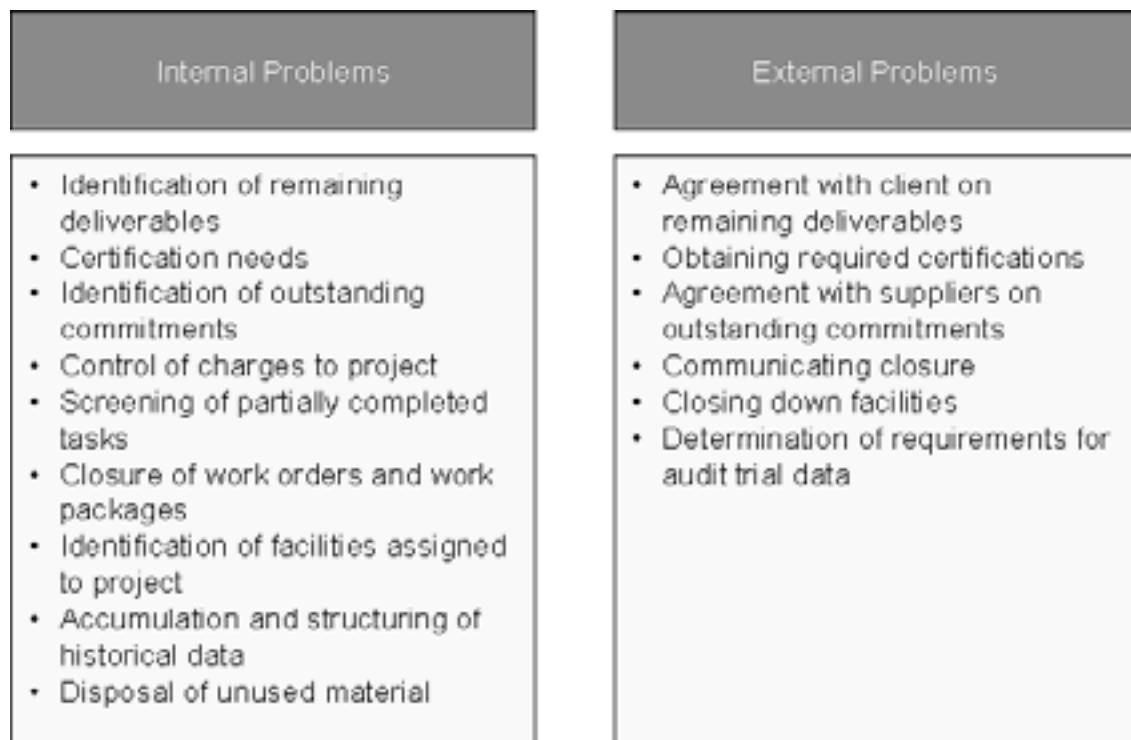 Internal Problems
• Identification of remaining
deliverables
• Certification needs
• Identification of outstanding
commitments
• Control of charges to project
• Screening of partially completed
tasks
• Closure of work orders and work
packages
• Identification of facilities assigned
to project
• Accumulation and structuring of
historical data
• Disposal of unused material
External Problems
• Agreement with client on
remaining deliverables
• Obtaining required certifications
• Agreement with suppliers on
outstanding commitments
• Communicating closure
• Closing down facilities
• Determination of requirements for
audit trial data